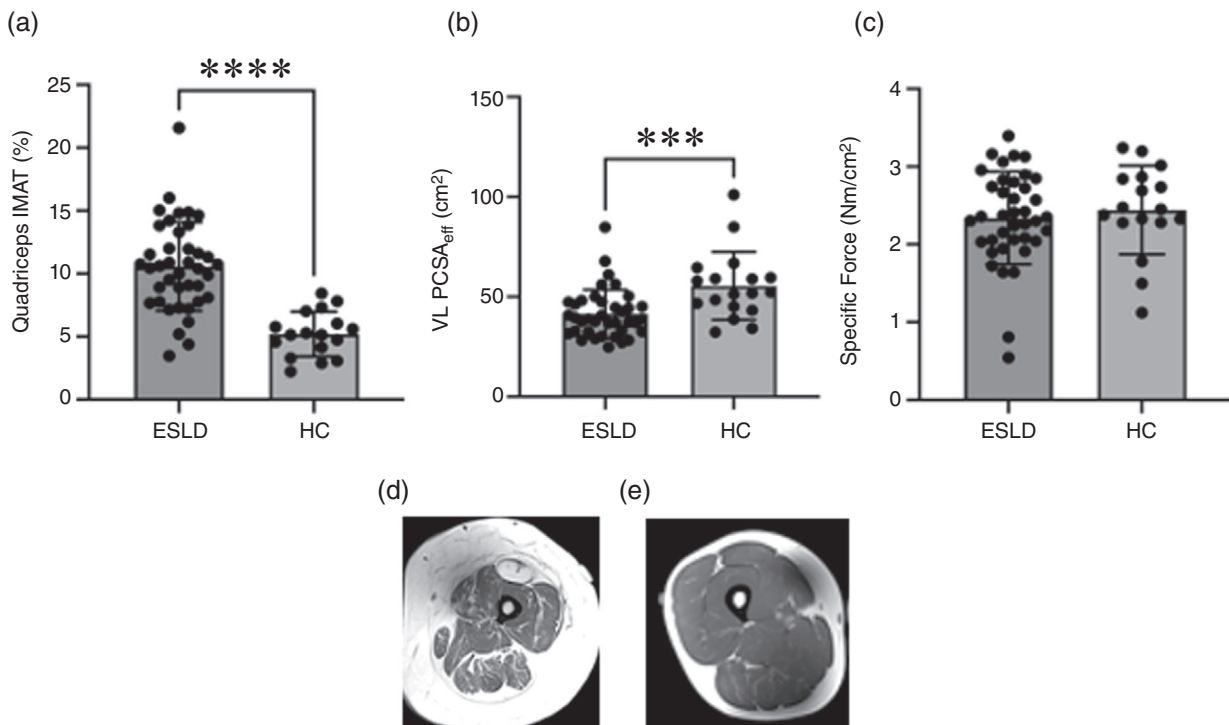 (a)
Quadriceps IMAT (%)
25
20
15
10
5
0
****
ESLD
HC
(b)
VL PCSAeff (cm²)
150
100
50
0
***
ESLD
HC
(c)
Specific Force (Nm/cm²)
4
3
2
1
0
ESLD
HC
(d)
(e)